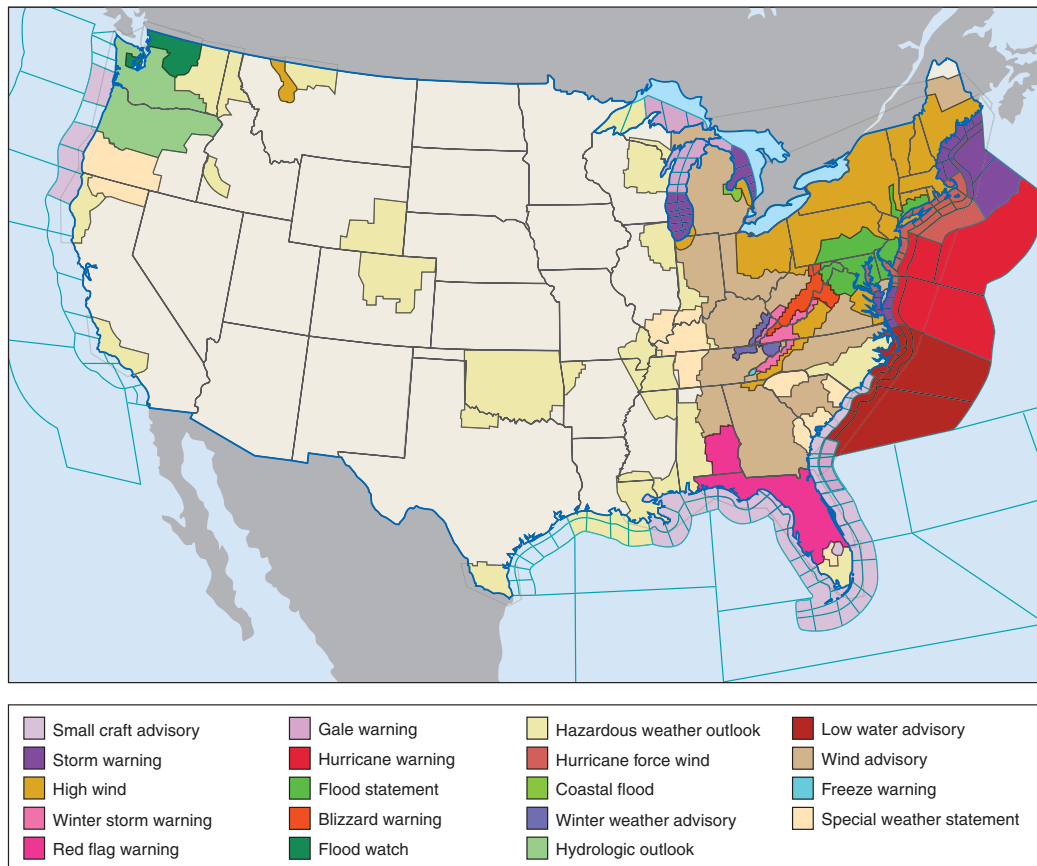 Small craft advisory
Storm warning
High wind
Winter storm warning
Red flag warning
Gale warning
Hurricane warning
Flood statement
Blizzard warning
Flood watch
Hazardous weather outlook
Hurricane force wind
Coastal flood
Winter weather advisory
Hydrologic outlook
Low water advisory
Wind advisory
Freeze warning
Special weather statement